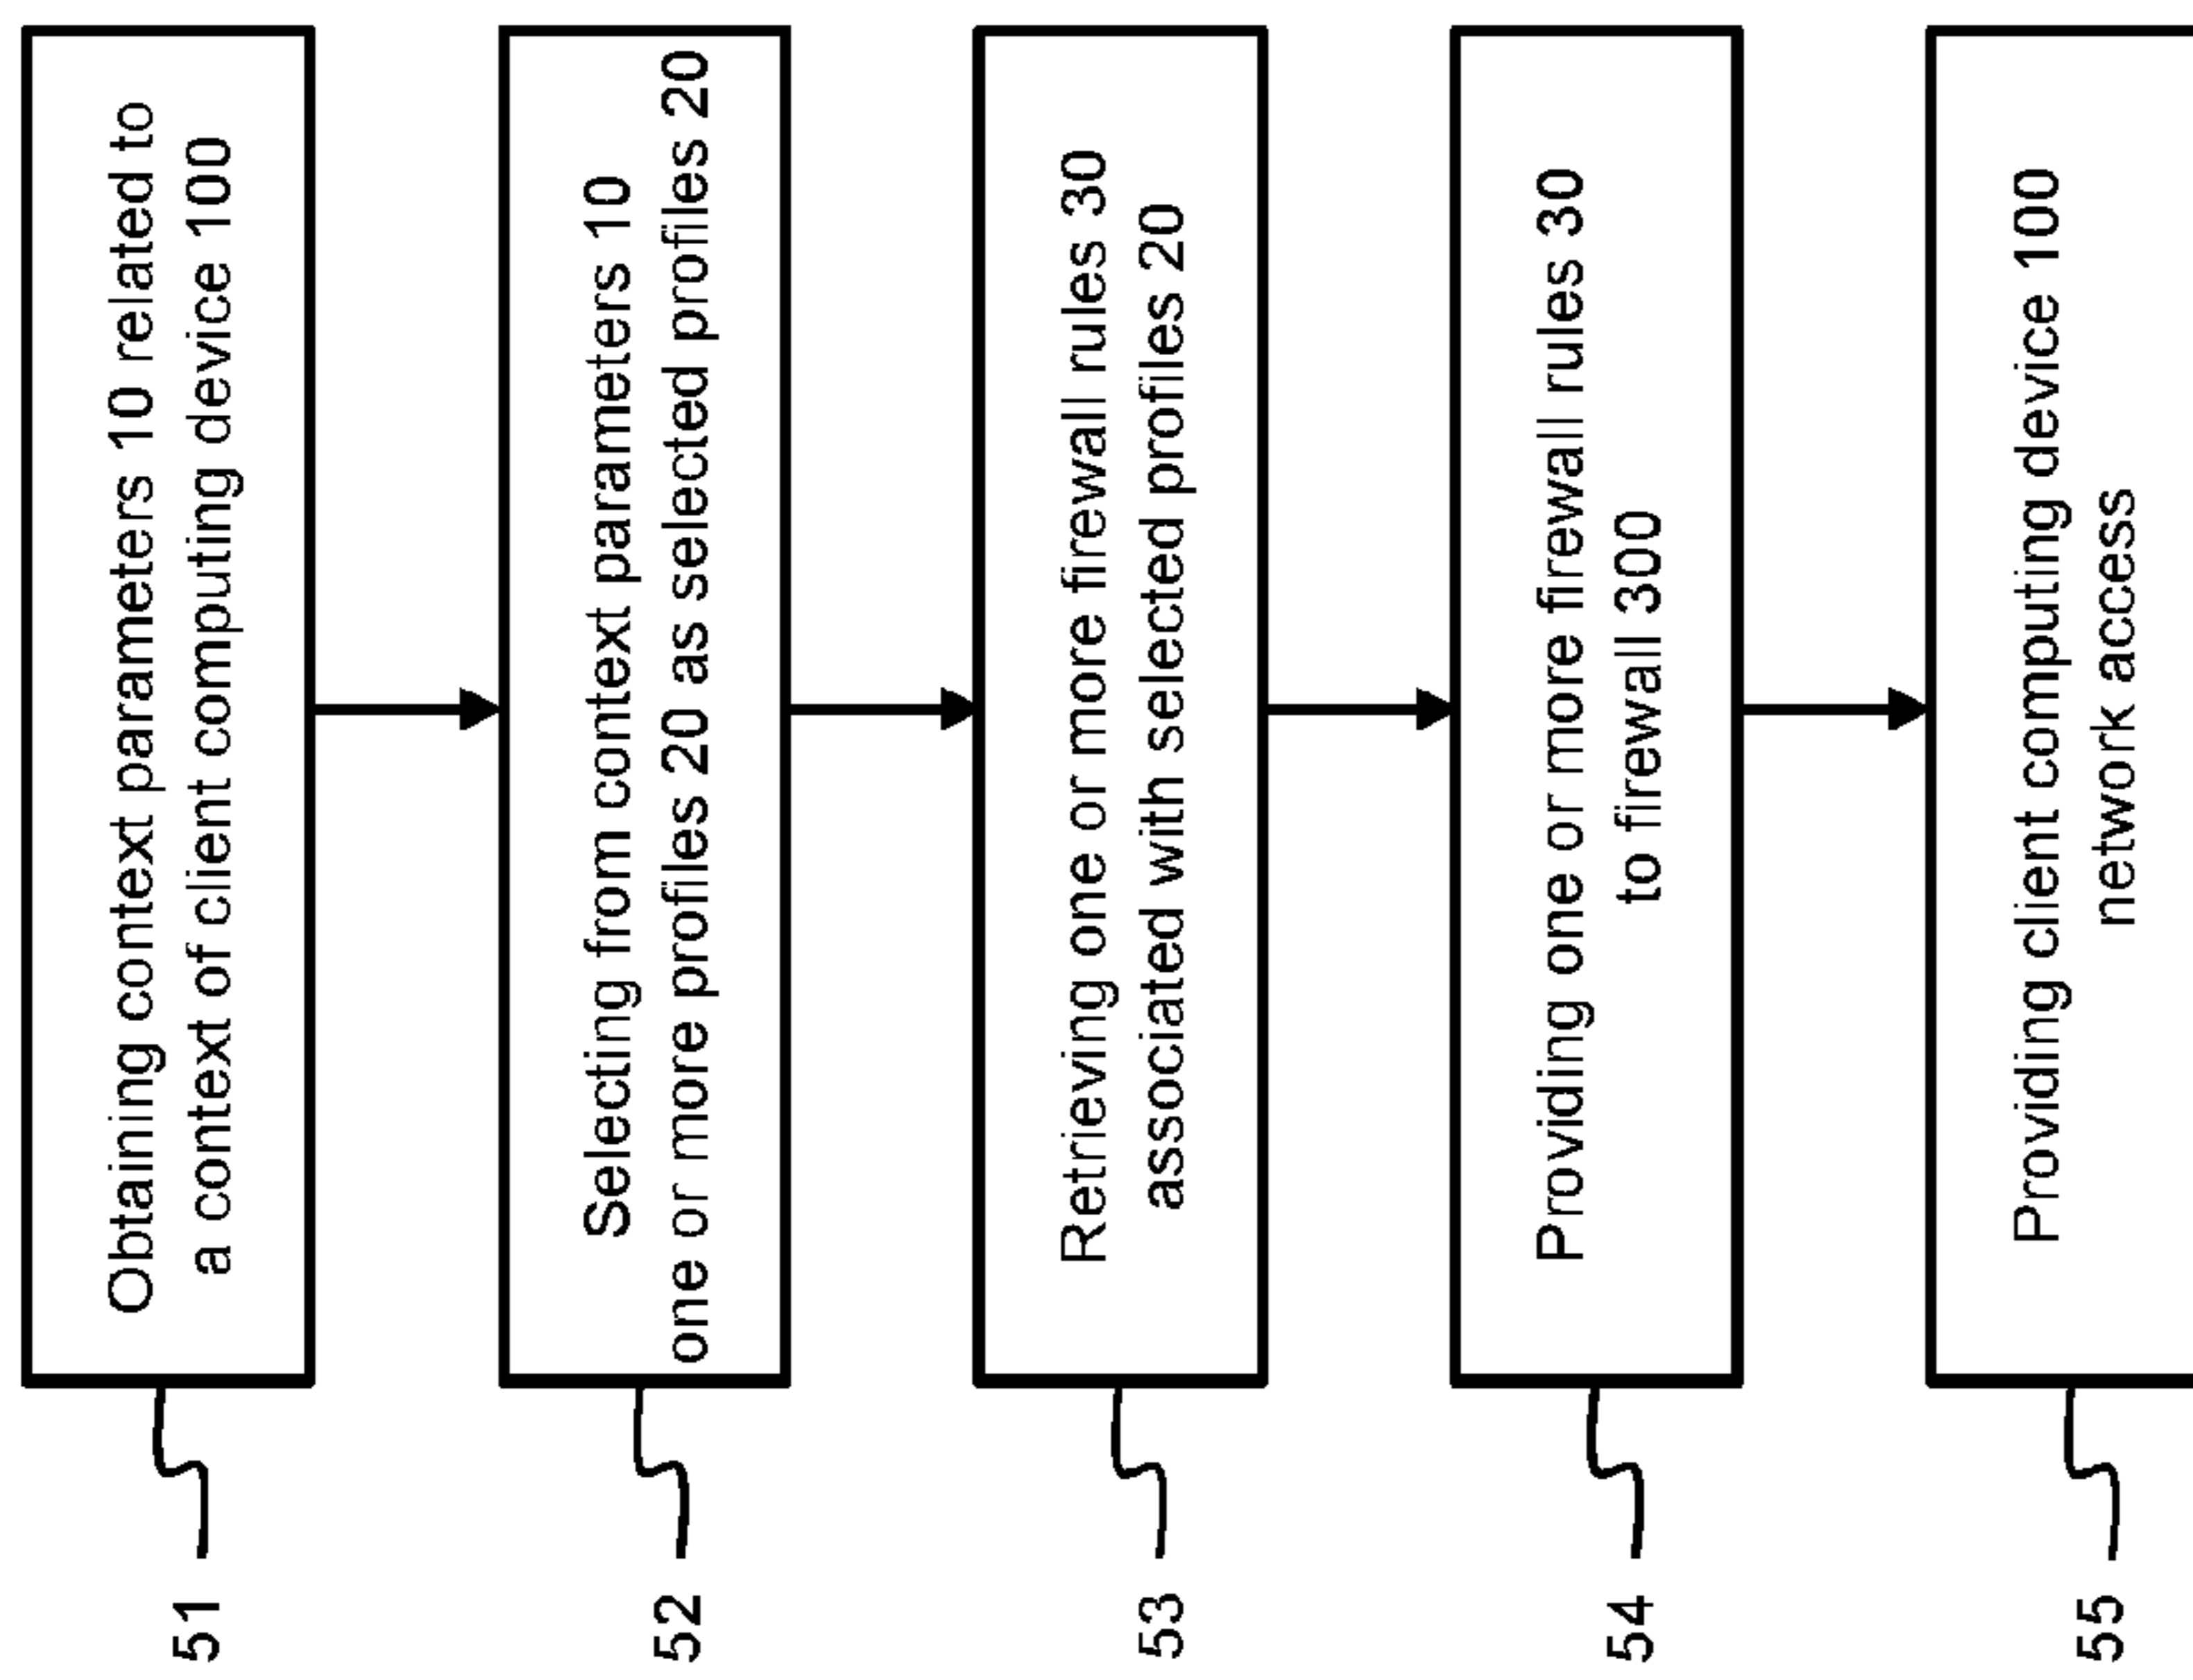 51
Obtaining context parameters 10 related to
a context of client computing device 100
52
Selecting from context parameters 10
one or more profiles 20 as selected profiles 20
53
Retrieving one or more firewall rules 30
associated with selected profiles 20
54
Providing one or more firewall rules 30
to firewall 300
55
Providing client computing device 100
network access